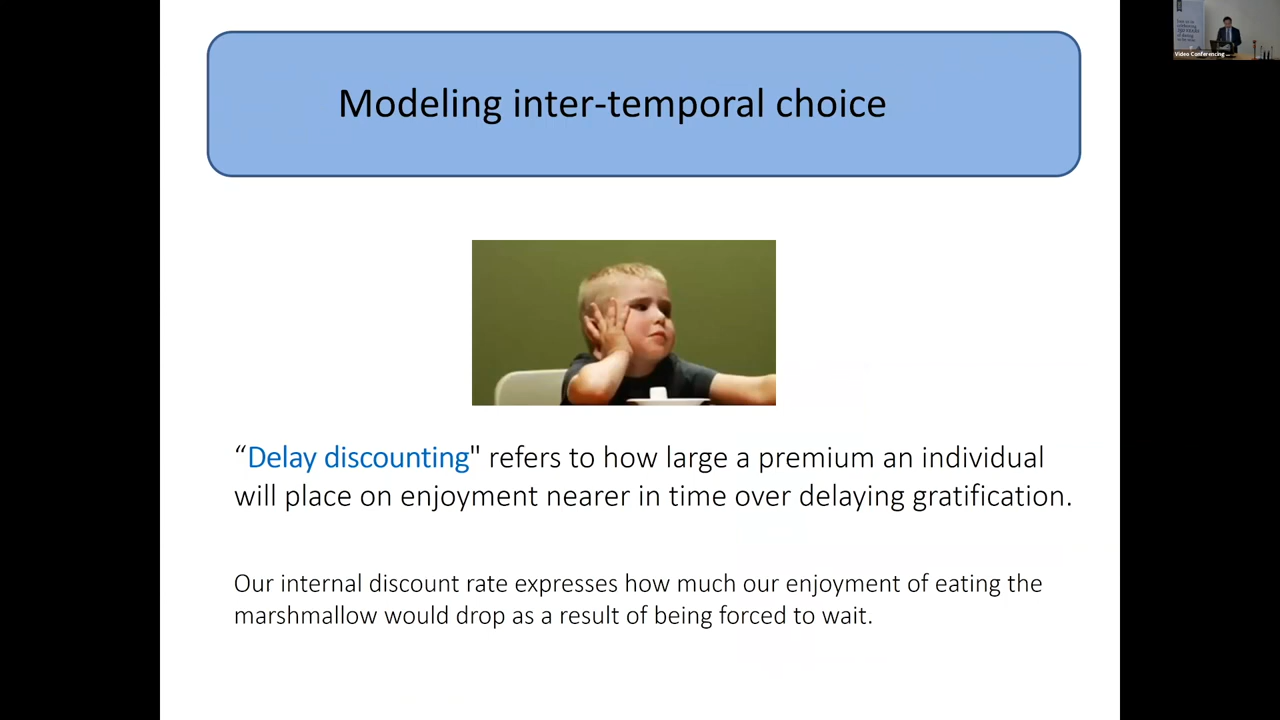 Modeling inter-temporal choice
“Delay discounting" refers to how large a premium an individual
will place on enjoyment nearer in time over delaying gratification.
Our internal discount rate expresses how much our enjoyment of eating the
marshmallow would drop as a result of being forced to wait.
Video Conferencing ...